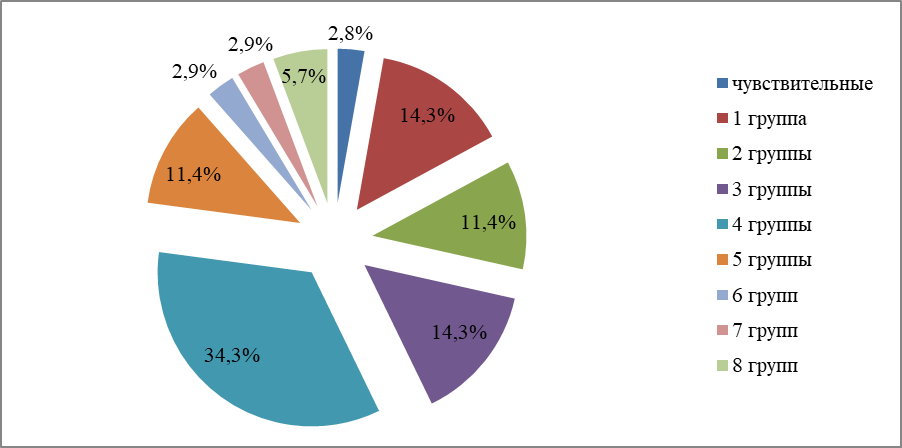 2,8%
2,9%
2,9%
5,7%
14,3%
11,4%
11,4%
14,3%
34,3%
чувствительные
1 группа
2 группы
3 группы
4 группы
5 группы
6 групп
7 групп
8 групп